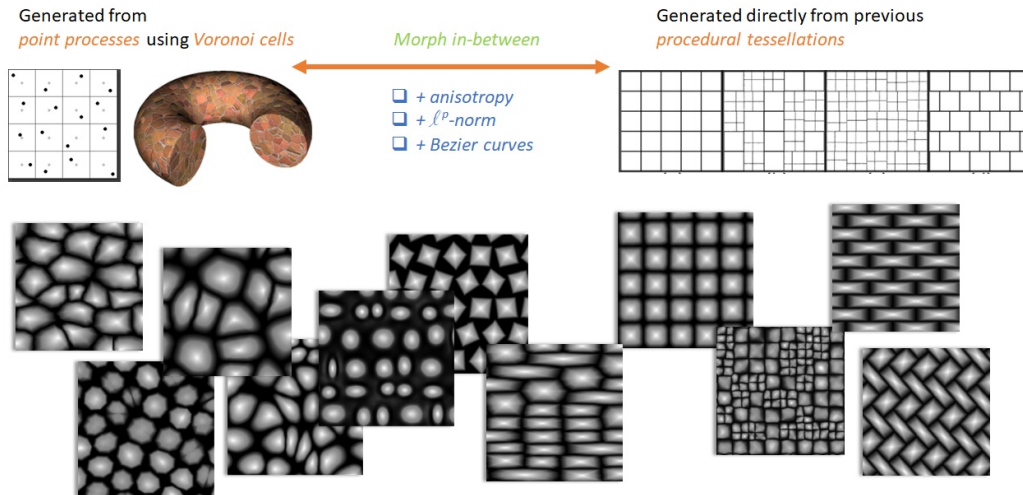 Generated from
point processes using Voronoi cells
Morph in-between
+ anisotropy
+ ℓᵖ-norm
+ Bezier curves
Generated directly from previous
procedural tessellations